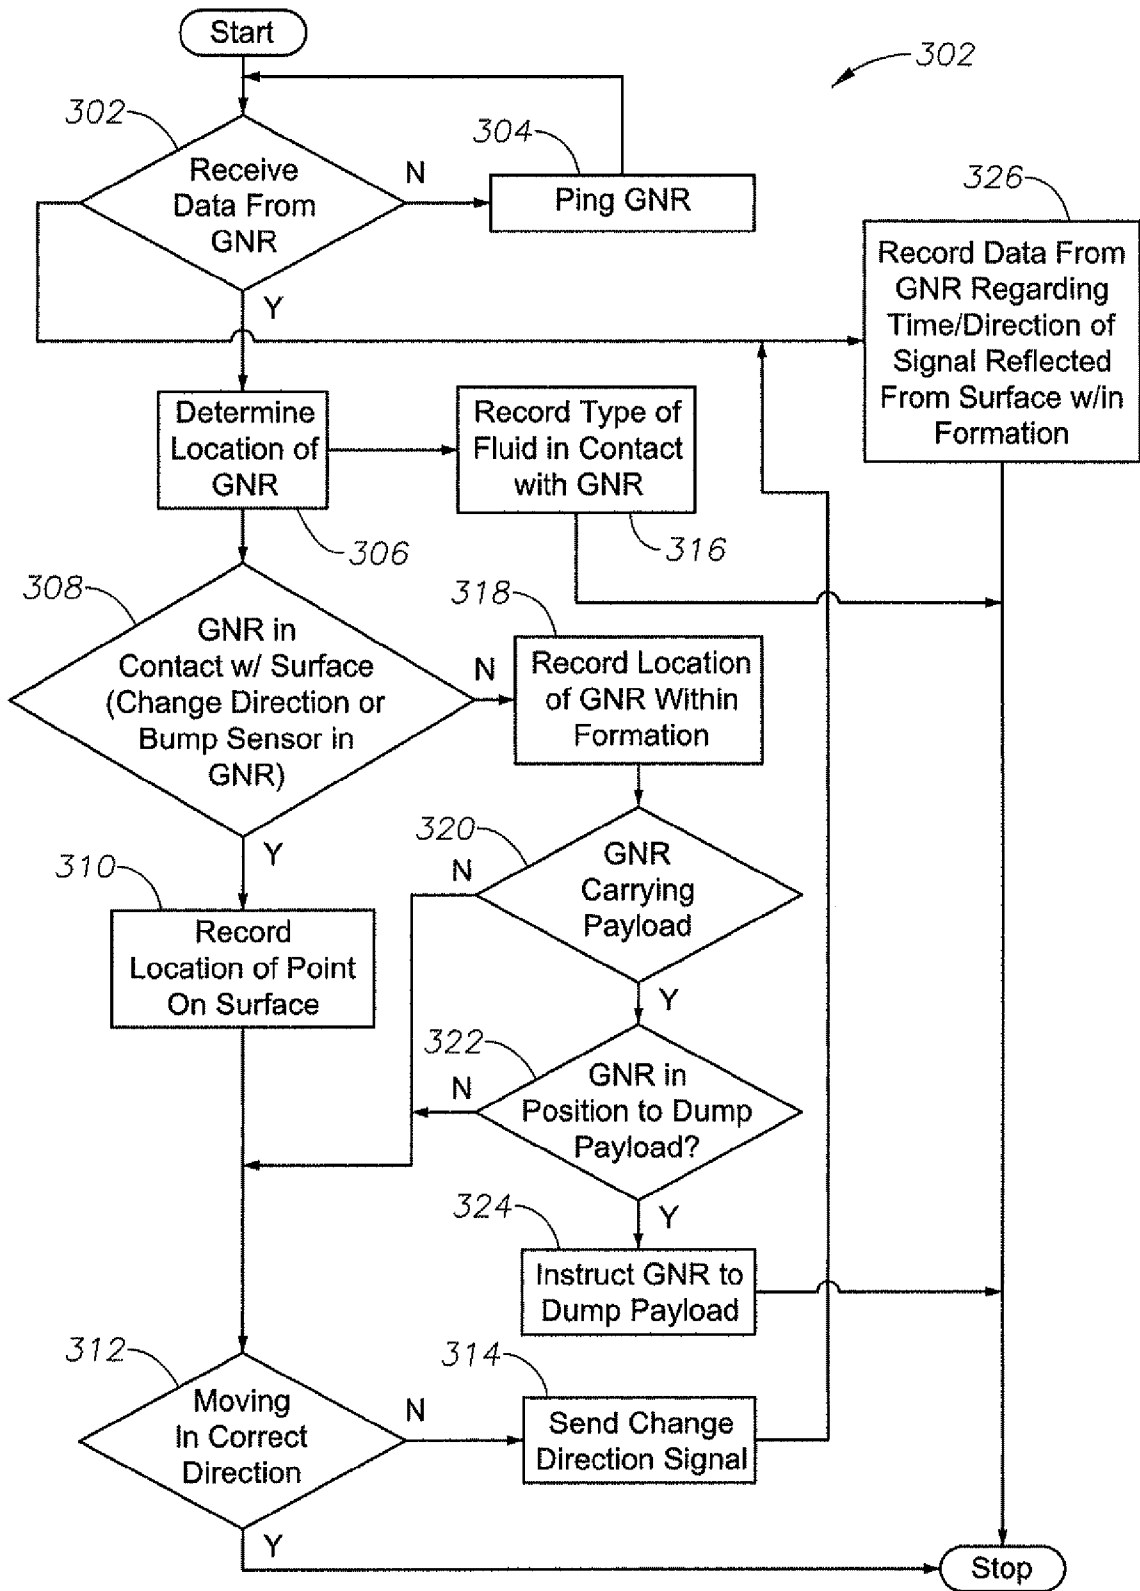 Start
302
302
Receive
Data From
GNR
N
304
Ping GNR
326
Record Data From
GNR Regarding
Time/Direction of
Signal Reflected
From Surface w/in
Formation
Y
Determine
Location of
GNR
306
Record Type of
Fluid in Contact
with GNR
316
308
GNR in
Contact w/ Surface
(Change Direction or
Bump Sensor in
GNR)
N
318
Record Location
of GNR Within
Formation
Y
310
Record
Location of Point
On Surface
320
N
GNR
Carrying
Payload
Y
322
N
GNR in
Position to Dump
Payload?
Y
324
Instruct GNR to
Dump Payload
312
Moving
In Correct
Direction
N
314
Send Change
Direction Signal
Y
Stop